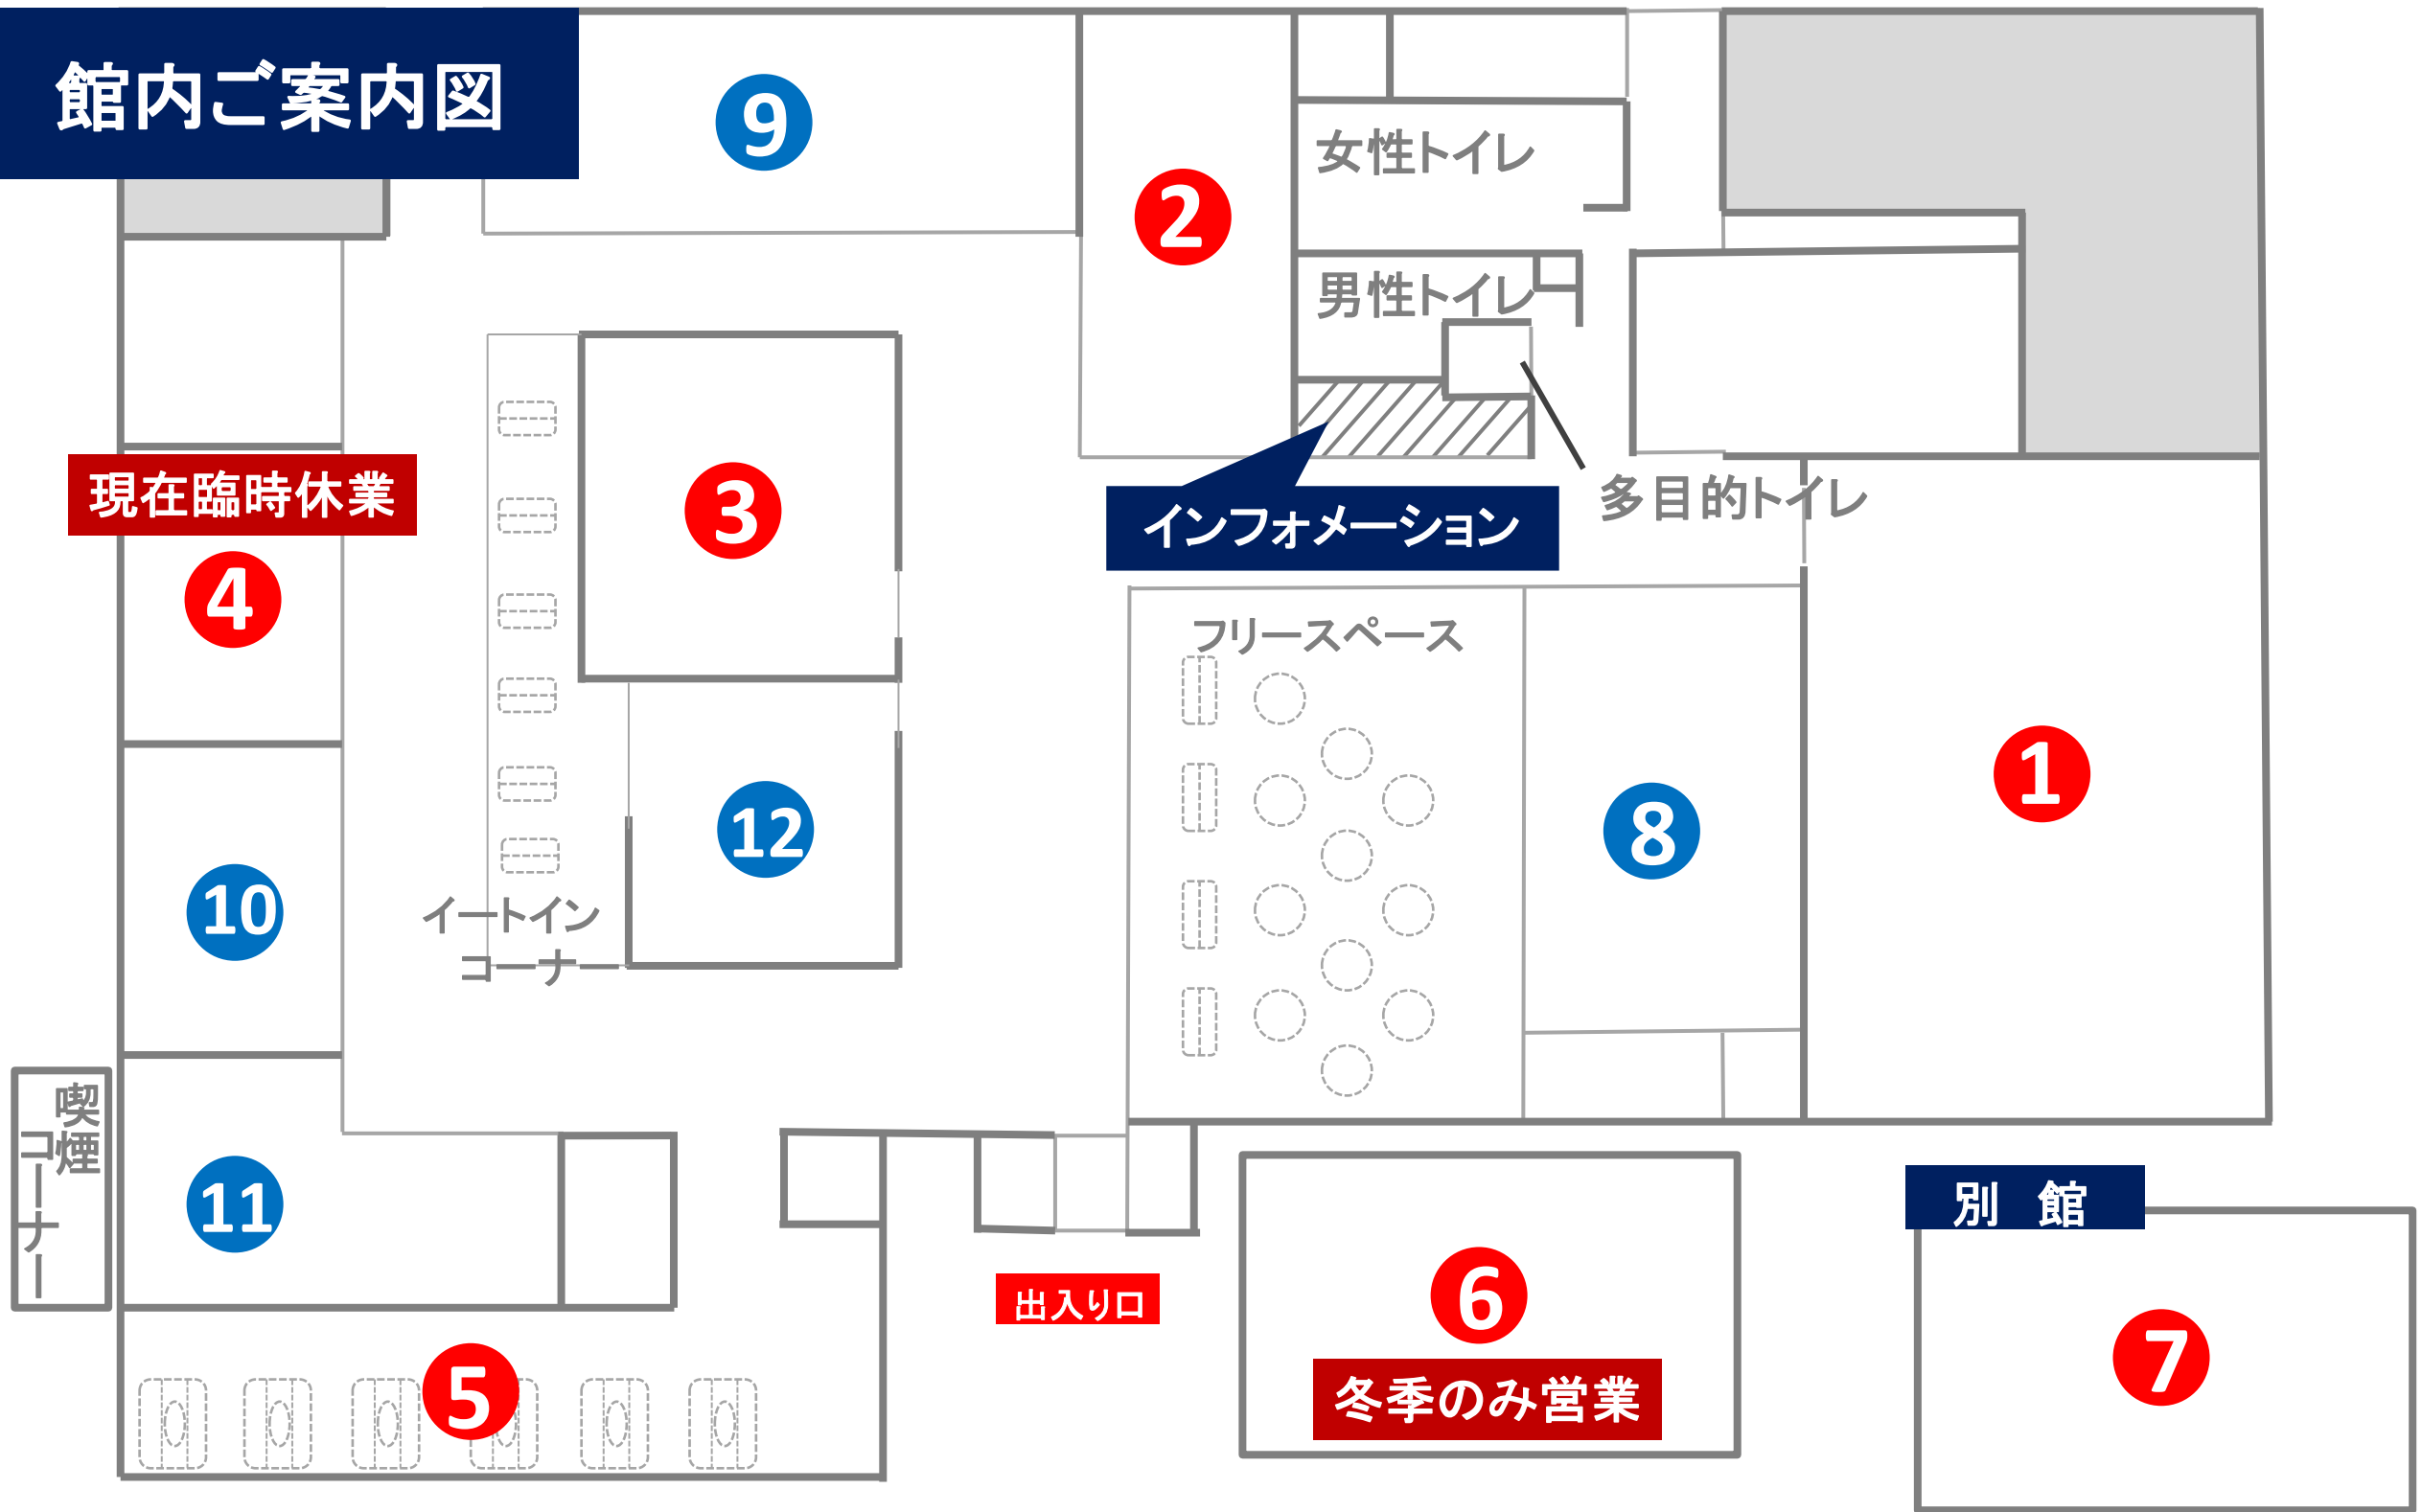 館内ご案内図
9
2
女性トイレ
男性トイレ
現在臨時休業
3
インフォメーション
多目的トイレ
4
フリースペース
1
12
8
10
イートイン
コーナー
喫煙
コーナー
11
別 館
出入り口
6
冬季のみ営業
7
5